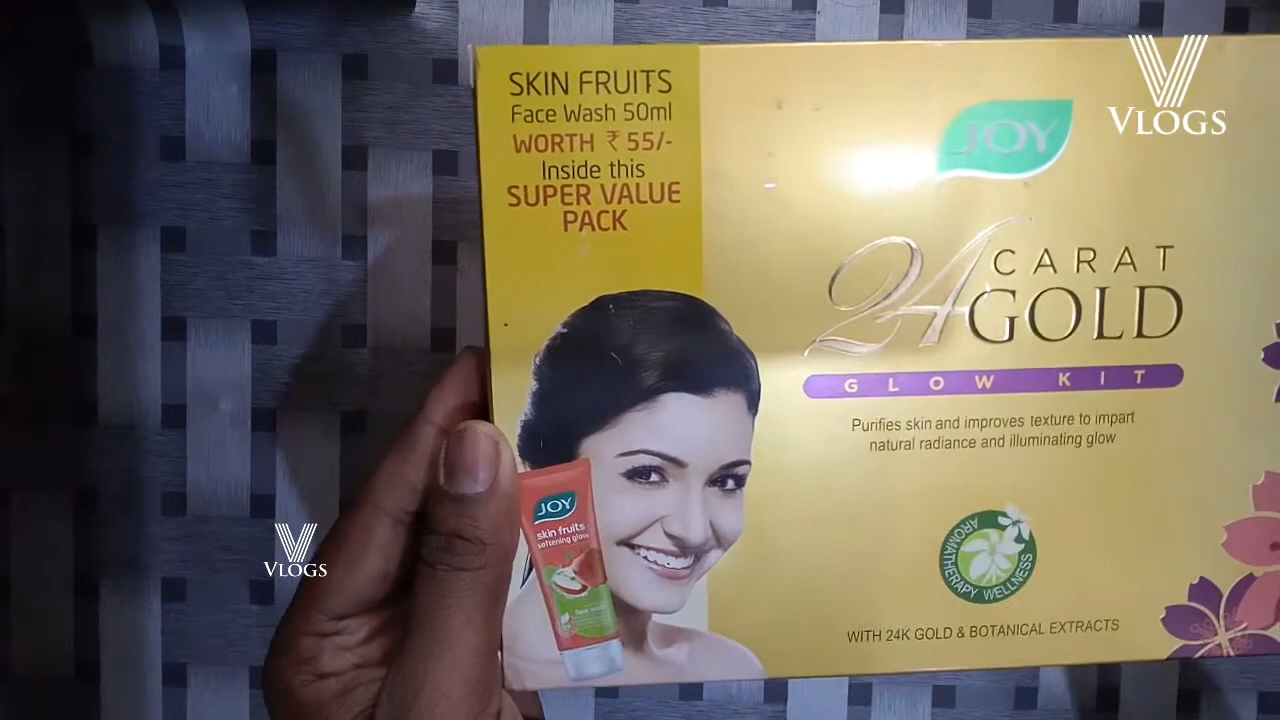 SKIN FRUITS
Face Wash 50ml
WORTH ₹ 55/-
Inside this
SUPER VALUE
PACK
JOY
24 CARAT
GOLD
GLOW KIT
Purifies skin and improves texture to impart
natural radiance and illuminating glow
AROMATHERAPY WELLNESS
WITH 24K GOLD & BOTANICAL EXTRACTS
JOY
skin fruits
softening glow
face wash
V
VLOGS
V
VLOGS